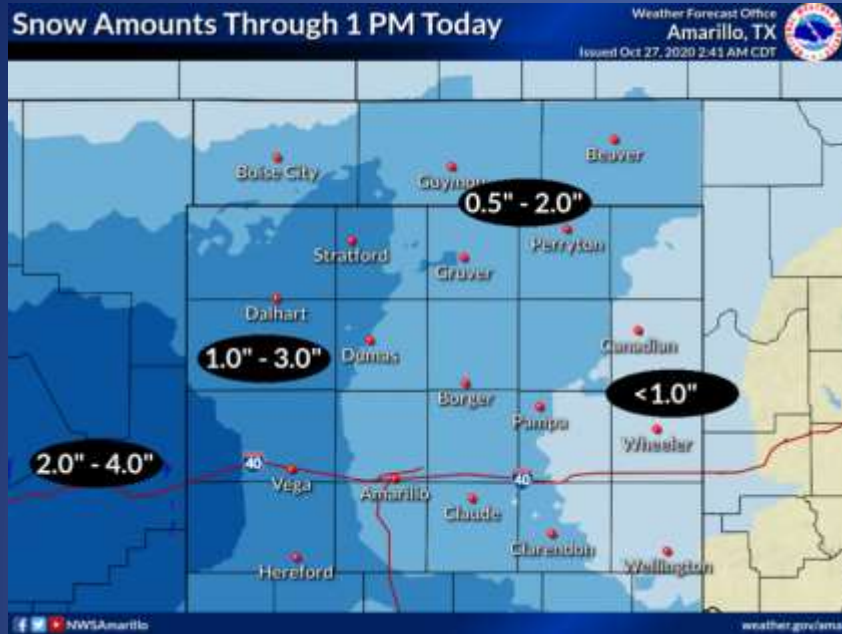 Snow Amounts Through 1 PM Today
Weather Forecast Office
Amarillo, TX
Issued Oct 27, 2020 2:41 AM CDT
Boise City
Beaver
0.5" - 2.0"
Stratford
Perryton
Gruver
Dalhart
1.0" - 3.0"
Dumas
Canadian
Borger
<1.0"
Pampa
Wheeler
2.0" - 4.0"
40
Vega
40
Amarillo
Claude
Clarendon
Hereford
Wellington
NWSAmarillo
weather.gov/ama